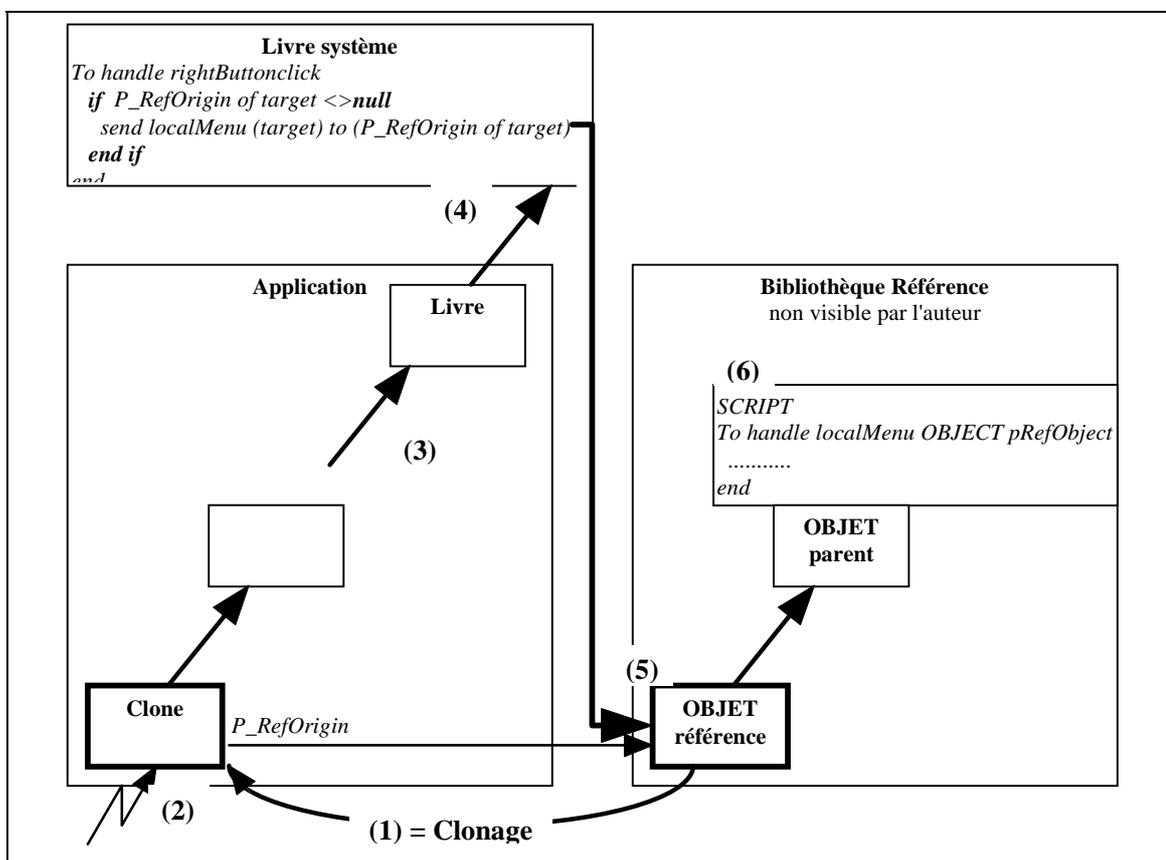 Livre système
To handle rightButtonclick
if P_RefOrigin of target <>null
send localMenu (target) to (P_RefOrigin of target)
end if
end
(4)
Application
Livre
(3)
Clone
P_RefOrigin
(2)
(1) = Clonage
Bibliothèque Référence
non visible par l'auteur
(6)
SCRIPT
To handle localMenu OBJECT pRefObject
...........
end
OBJET
parent
(5)
OBJET
référence